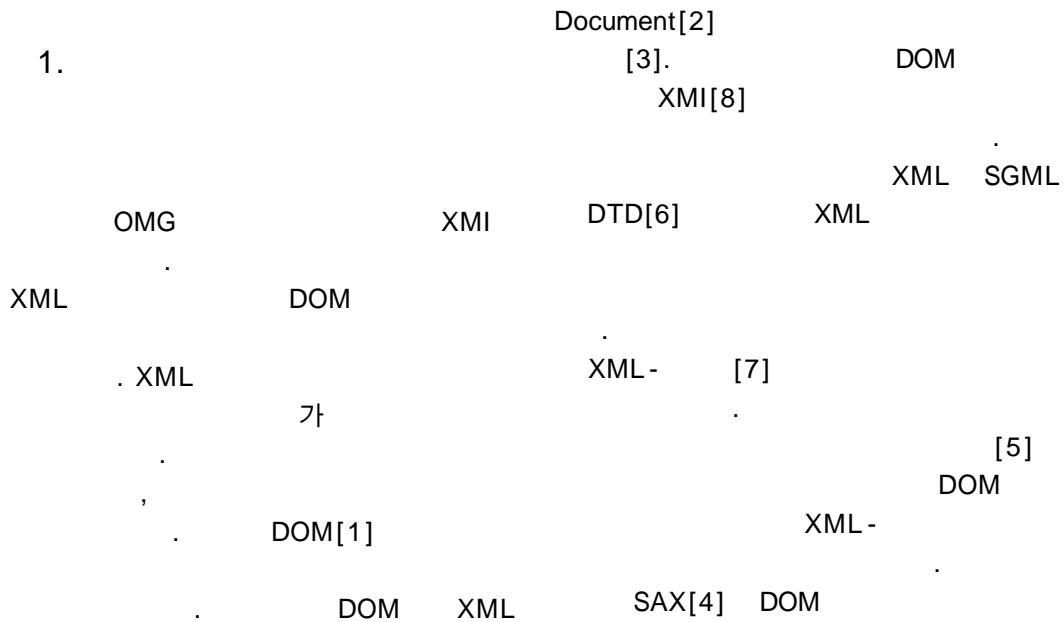 1.
OMG XMI
.
XML DOM
. XML
가
.
,
. DOM[1]
. DOM XML
Document[2]
[3]. DOM
XMI[8]
.
XML SGML
DTD[6] XML
.
XML- [7]
.
[5]
DOM
XML-
.
SAX[4] DOM